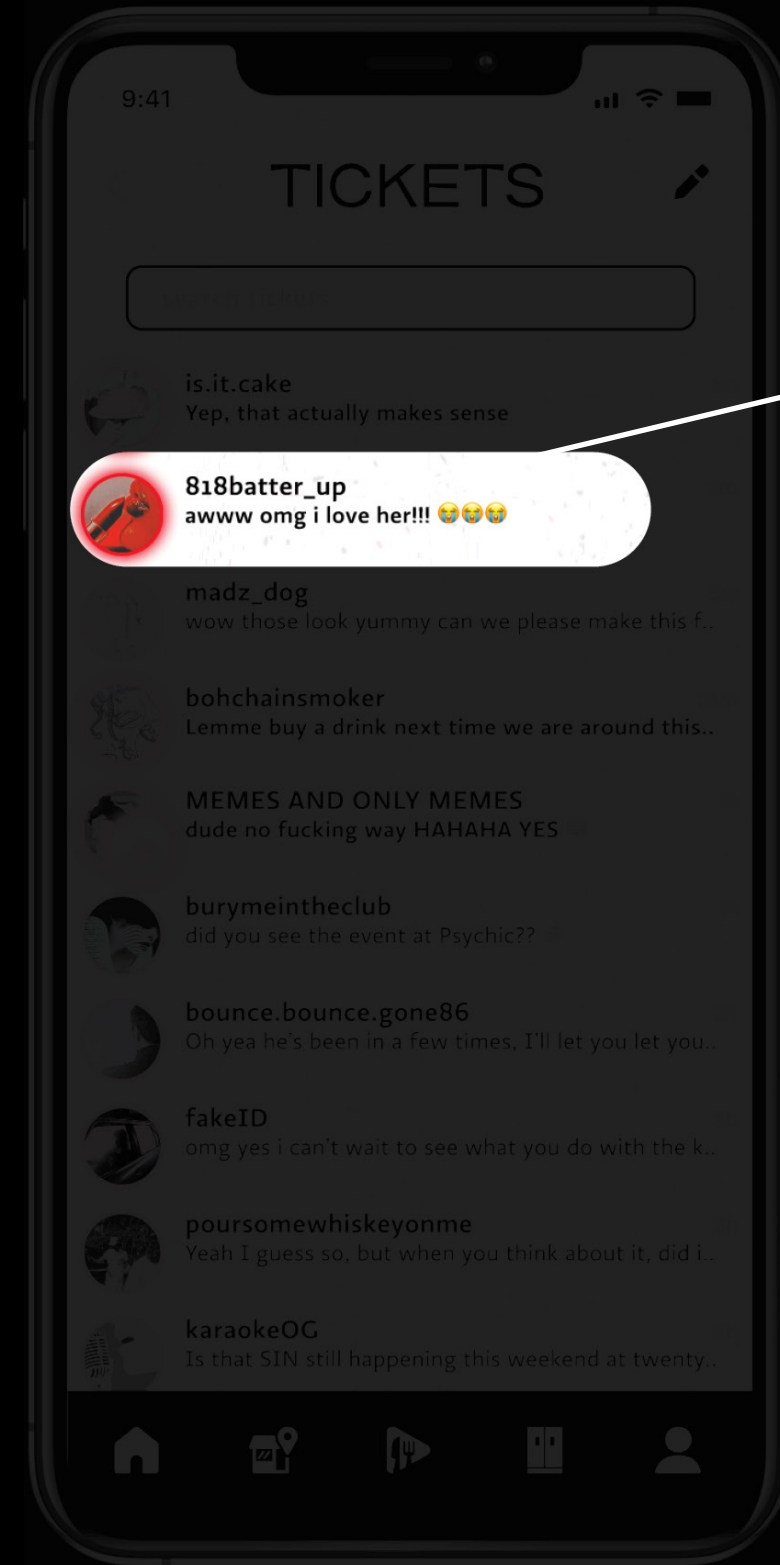 9:41
TICKETS
search tickets
is.it.cake
Yep, that actually makes sense
818batter_up
awww omg i love her!!! 😭😭😭
madz_dog
wow those look yummy can we please make this f..
bohchainsmoker
Lemme buy a drink next time we are around this..
MEMES AND ONLY MEMES
dude no fucking way HAHAHA YES
burymeintheclub
did you see the event at Psychic??
bounce.bounce.gone86
Oh yea he's been in a few times, I'll let you let you..
fakeID
omg yes i can't wait to see what you do with the k..
poursomewhiskeyonme
Yeah I guess so, but when you think about it, did i..
karaokeOG
Is that SIN still happening this weekend at twenty..